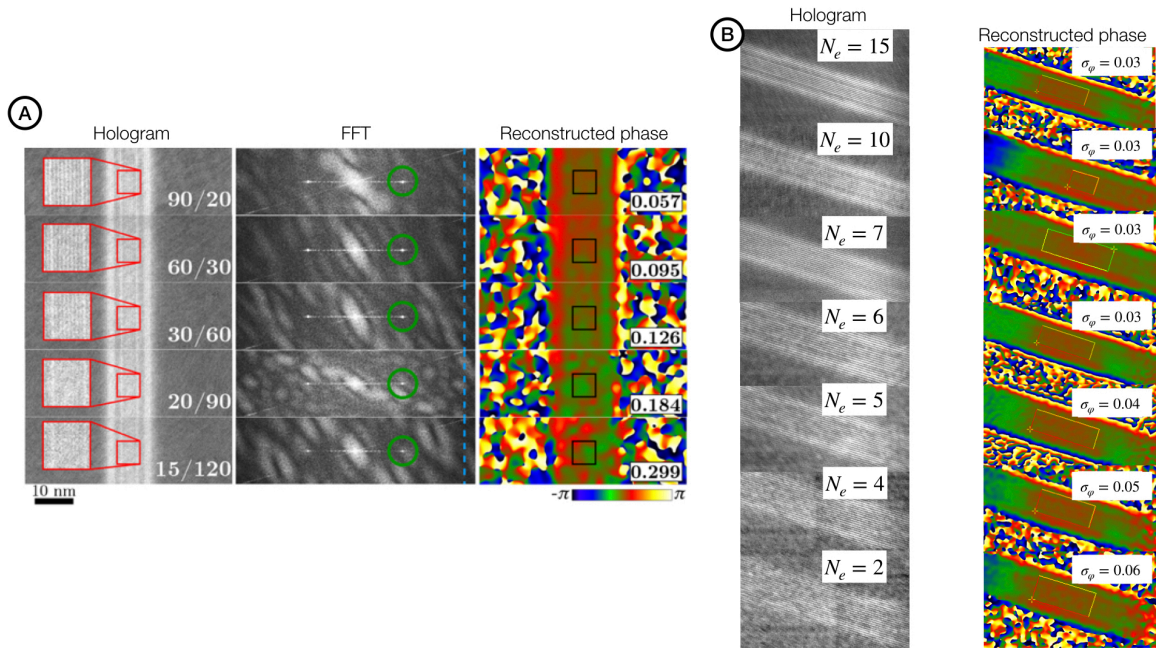 A
Hologram
FFT
Reconstructed phase
90/20
0.057
60/30
0.095
30/60
0.126
20/90
0.184
15/120
0.299
10 nm
-π
π
B
Hologram
Reconstructed phase
N_e = 15
σ_φ = 0.03
N_e = 10
σ_φ = 0.03
N_e = 7
σ_φ = 0.03
N_e = 6
σ_φ = 0.03
N_e = 5
σ_φ = 0.04
N_e = 4
σ_φ = 0.05
N_e = 2
σ_φ = 0.06